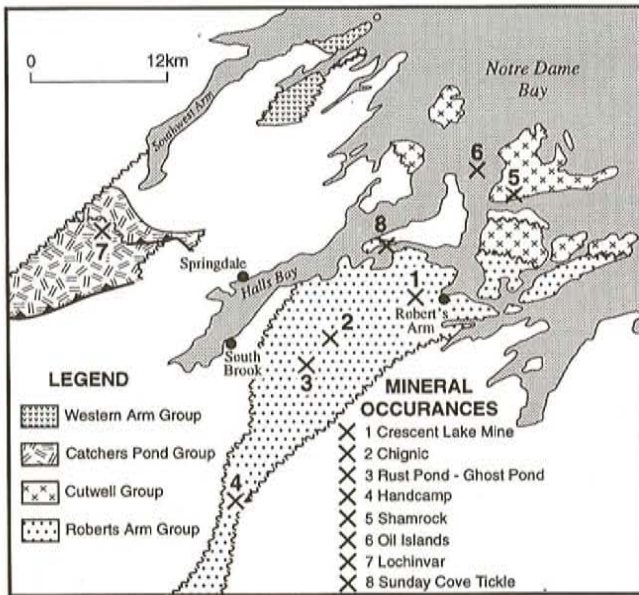 0 12km
Notre Dame
Bay
Southwest Arm
6
5
7
8
Springdale
Halls Bay
1
Robert's
Arm
2
South
Brook
3
4
LEGEND
Western Arm Group
Catchers Pond Group
Cutwell Group
Roberts Arm Group
MINERAL
OCCURANCES
1 Crescent Lake Mine
2 Chignic
3 Rust Pond - Ghost Pond
4 Handcamp
5 Shamrock
6 Oil Islands
7 Lochinvar
8 Sunday Cove Tickle